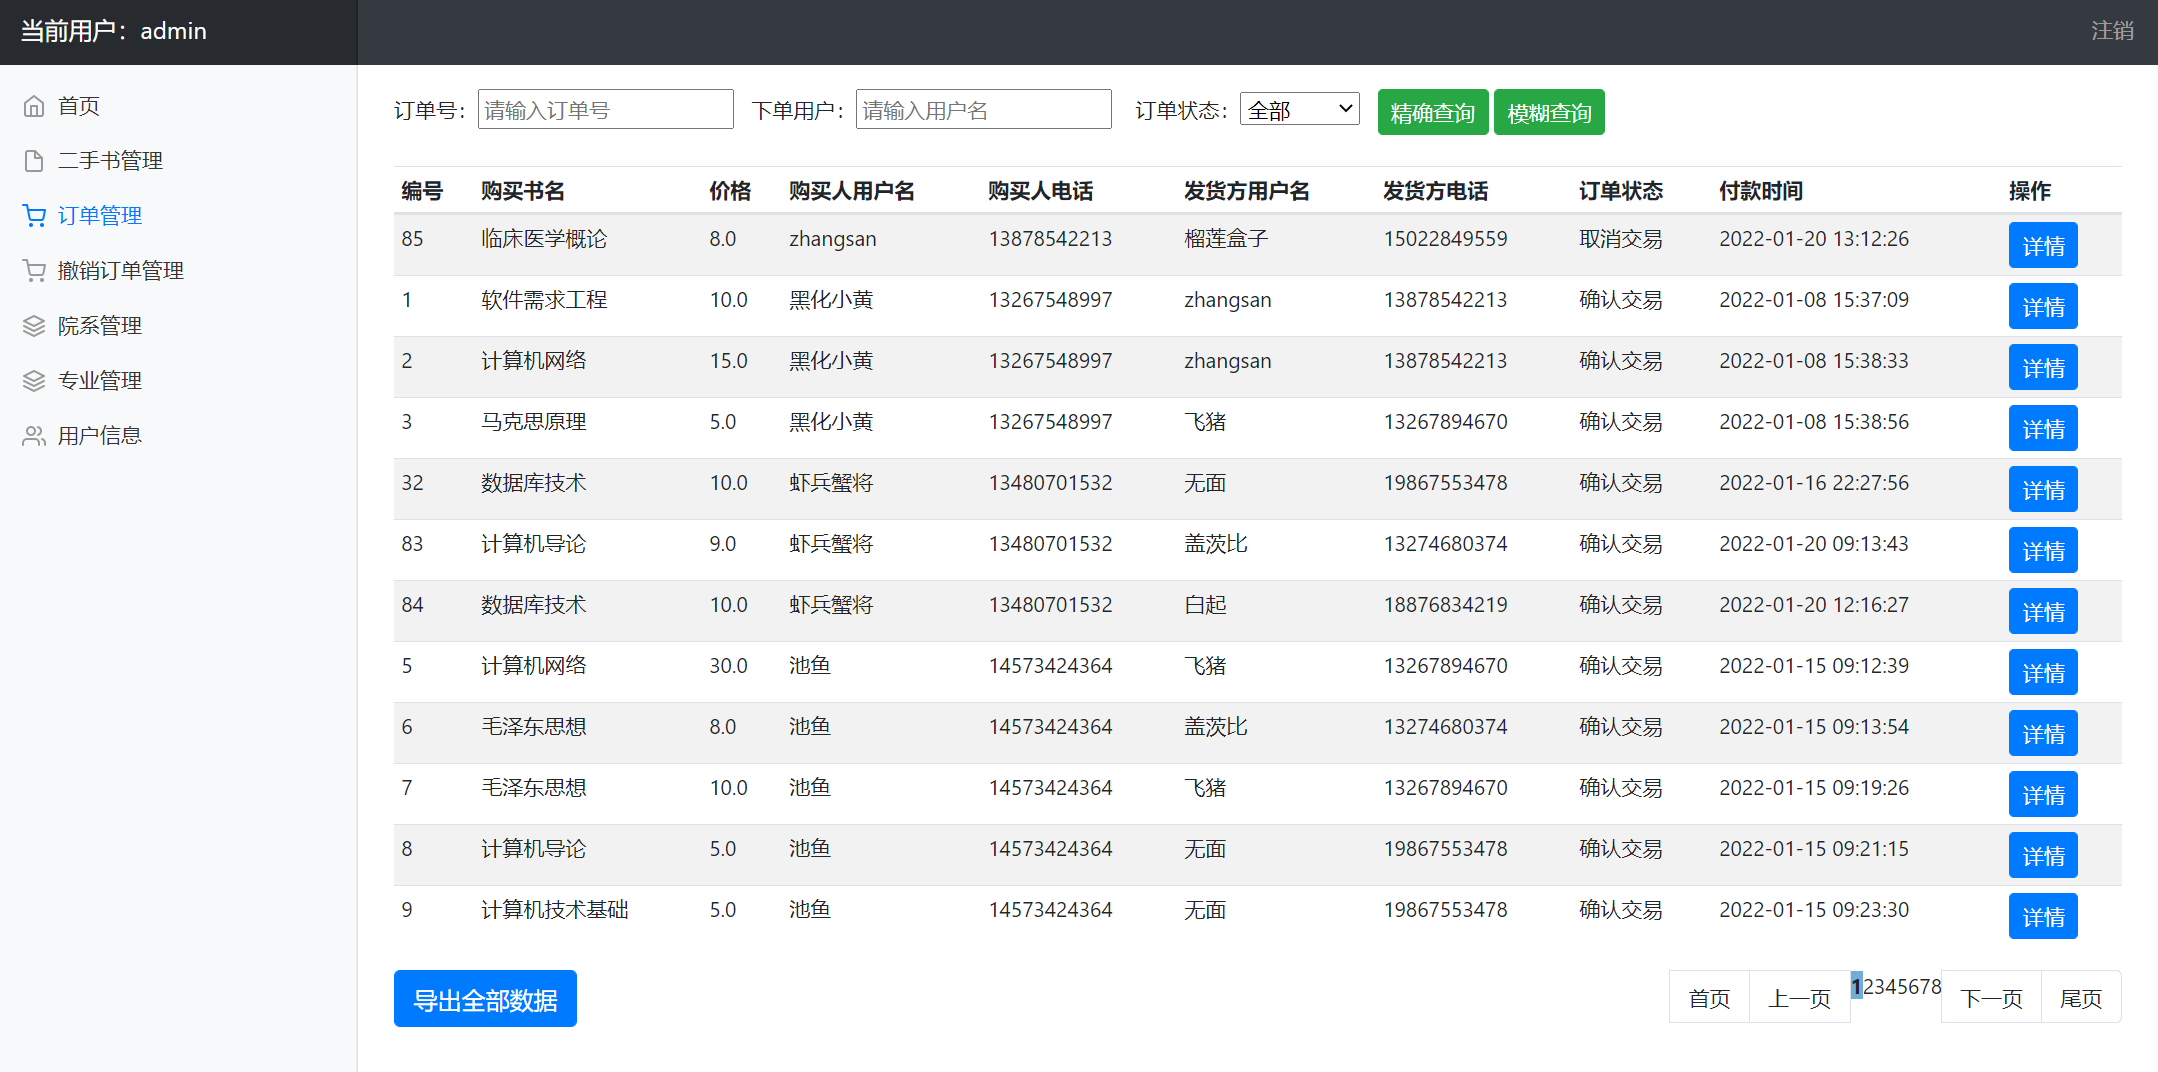 当前用户：admin
注销
首页
二手书管理
订单管理
撤销订单管理
院系管理
专业管理
用户信息
订单号： 请输入订单号 下单用户： 请输入用户名 订单状态： 全部 精确查询 模糊查询
编号 购买书名 价格 购买人用户名 购买人电话 发货方用户名 发货方电话 订单状态 付款时间 操作
85 临床医学概论 8.0 zhangsan 13878542213 榴莲盒子 15022849559 取消交易 2022-01-20 13:12:26 详情
1 软件需求工程 10.0 黑化小黄 13267548997 zhangsan 13878542213 确认交易 2022-01-08 15:37:09 详情
2 计算机网络 15.0 黑化小黄 13267548997 zhangsan 13878542213 确认交易 2022-01-08 15:38:33 详情
3 马克思原理 5.0 黑化小黄 13267548997 飞猪 13267894670 确认交易 2022-01-08 15:38:56 详情
32 数据库技术 10.0 虾兵蟹将 13480701532 无面 19867553478 确认交易 2022-01-16 22:27:56 详情
83 计算机导论 9.0 虾兵蟹将 13480701532 盖茨比 13274680374 确认交易 2022-01-20 09:13:43 详情
84 数据库技术 10.0 虾兵蟹将 13480701532 白起 18876834219 确认交易 2022-01-20 12:16:27 详情
5 计算机网络 30.0 池鱼 14573424364 飞猪 13267894670 确认交易 2022-01-15 09:12:39 详情
6 毛泽东思想 8.0 池鱼 14573424364 盖茨比 13274680374 确认交易 2022-01-15 09:13:54 详情
7 毛泽东思想 10.0 池鱼 14573424364 飞猪 13267894670 确认交易 2022-01-15 09:19:26 详情
8 计算机导论 5.0 池鱼 14573424364 无面 19867553478 确认交易 2022-01-15 09:21:15 详情
9 计算机技术基础 5.0 池鱼 14573424364 无面 19867553478 确认交易 2022-01-15 09:23:30 详情
导出全部数据 首页 上一页 12345678 下一页 尾页